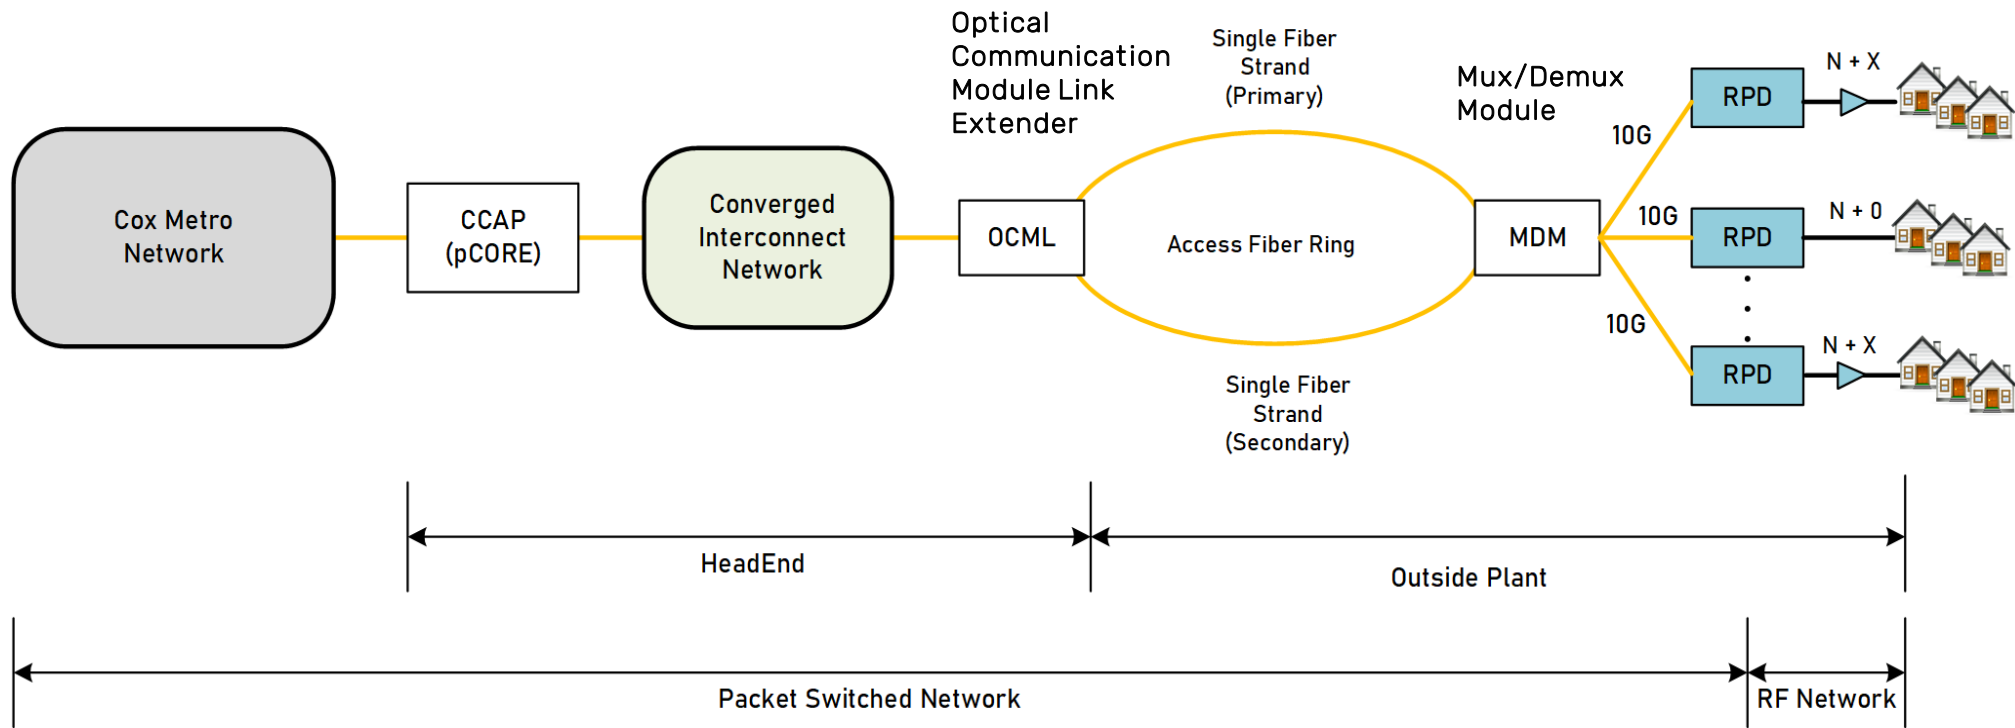 Optical
Communication
Module Link
Extender
Single Fiber
Strand
(Primary)
Mux/Demux
Module
N + X
RPD
10G
Cox Metro
Network
CCAP
(pCORE)
Converged
Interconnect
Network
OCML
Access Fiber Ring
MDM
10G
RPD
N + 0
10G
RPD
N + X
Single Fiber
Strand
(Secondary)
HeadEnd
Outside Plant
Packet Switched Network
RF Network